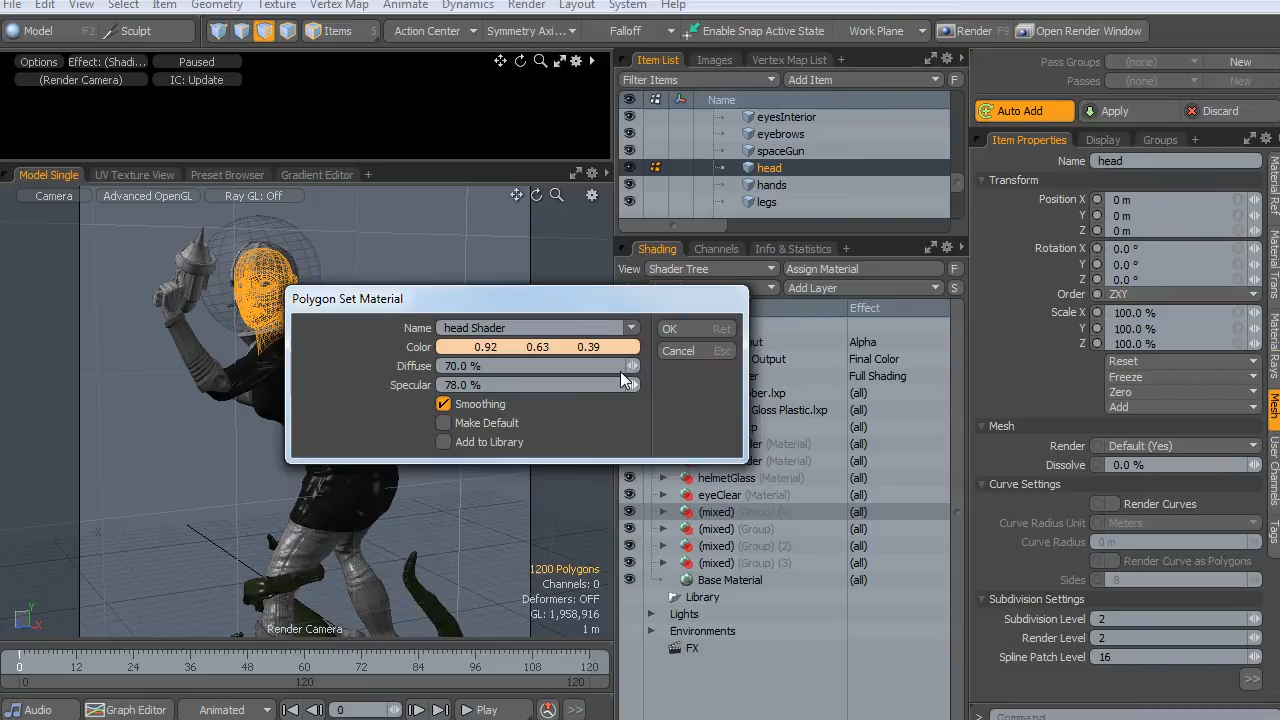 File Edit View Select Item Geometry Texture Vertex Map Animate Dynamics Render Layout System Help
Model F2 Sculpt Items 5 Action Center Symmetry Axi... Falloff Enable Snap Active State Work Plane Render F9 Open Render Window
Options Effect: (Shadi... Paused
(Render Camera) IC: Update
Item List Images Vertex Map List +
Filter Items Add Item F
Name
eyesInterior
eyebrows
spaceGun
head
hands
legs
Pass Groups (none) New
Passes (none) New
Auto Add Apply Discard
Item Properties Display Groups +
Name head
Transform
Position X 0 m
Y 0 m
Z 0 m
Rotation X 0.0 °
Y 0.0 °
Z 0.0 °
Order ZXY
Scale X 100.0 %
Y 100.0 %
Z 100.0 %
Reset
Freeze
Zero
Add
Mesh
Render Default (Yes)
Dissolve 0.0 %
Curve Settings
Render Curves
Curve Radius Unit Meters
Curve Radius 0 m
Render Curve as Polygons
Sides 8
Subdivision Settings
Subdivision Level 2
Render Level 2
Spline Patch Level 16
>>
Material Ref
Material Trans
Material Rays
Mesh
User Channels
Tags
Model Single UV Texture View Preset Browser Gradient Editor +
Camera Advanced OpenGL Ray GL: Off
Shading Channels Info & Statistics +
View Shader Tree Assign Material F
Add Layer S
Effect
Alpha
Output Final Color
Full Shading
ber.lxp (all)
Gloss Plastic.lxp (all)
(all)
(Material) (all)
(Material) (all)
helmetGlass (Material) (all)
eyeClear (Material) (all)
(mixed) (Group) (4) (all)
(mixed) (Group) (all)
(mixed) (Group) (2) (all)
(mixed) (Group) (3) (all)
Base Material (all)
Library
Lights
Environments
FX
Polygon Set Material
Name head Shader
Color 0.92 0.63 0.39
Diffuse 70.0 %
Specular 78.0 %
Smoothing
Make Default
Add to Library
OK Ret
Cancel Esc
1200 Polygons
Channels: 0
Deformers: OFF
GL: 1,958,916
1 m
Render Camera
Y
X
0 12 24 36 48 60 72 84 96 108 120
0 120 120
Audio Graph Editor Animated 0 Play >>
Command